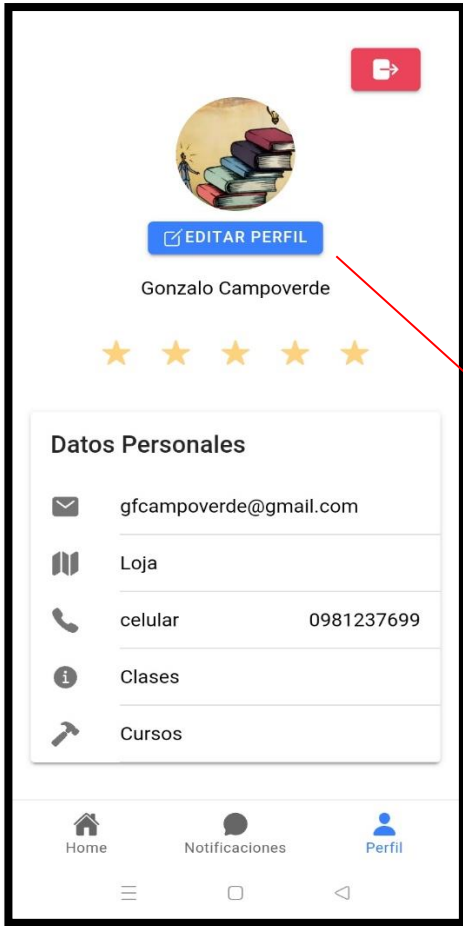 EDITAR PERFIL
Gonzalo Campoverde
Datos Personales
gfcampoverde@gmail.com
Loja
celular 0981237699
Clases
Cursos
Home Notificaciones Perfil